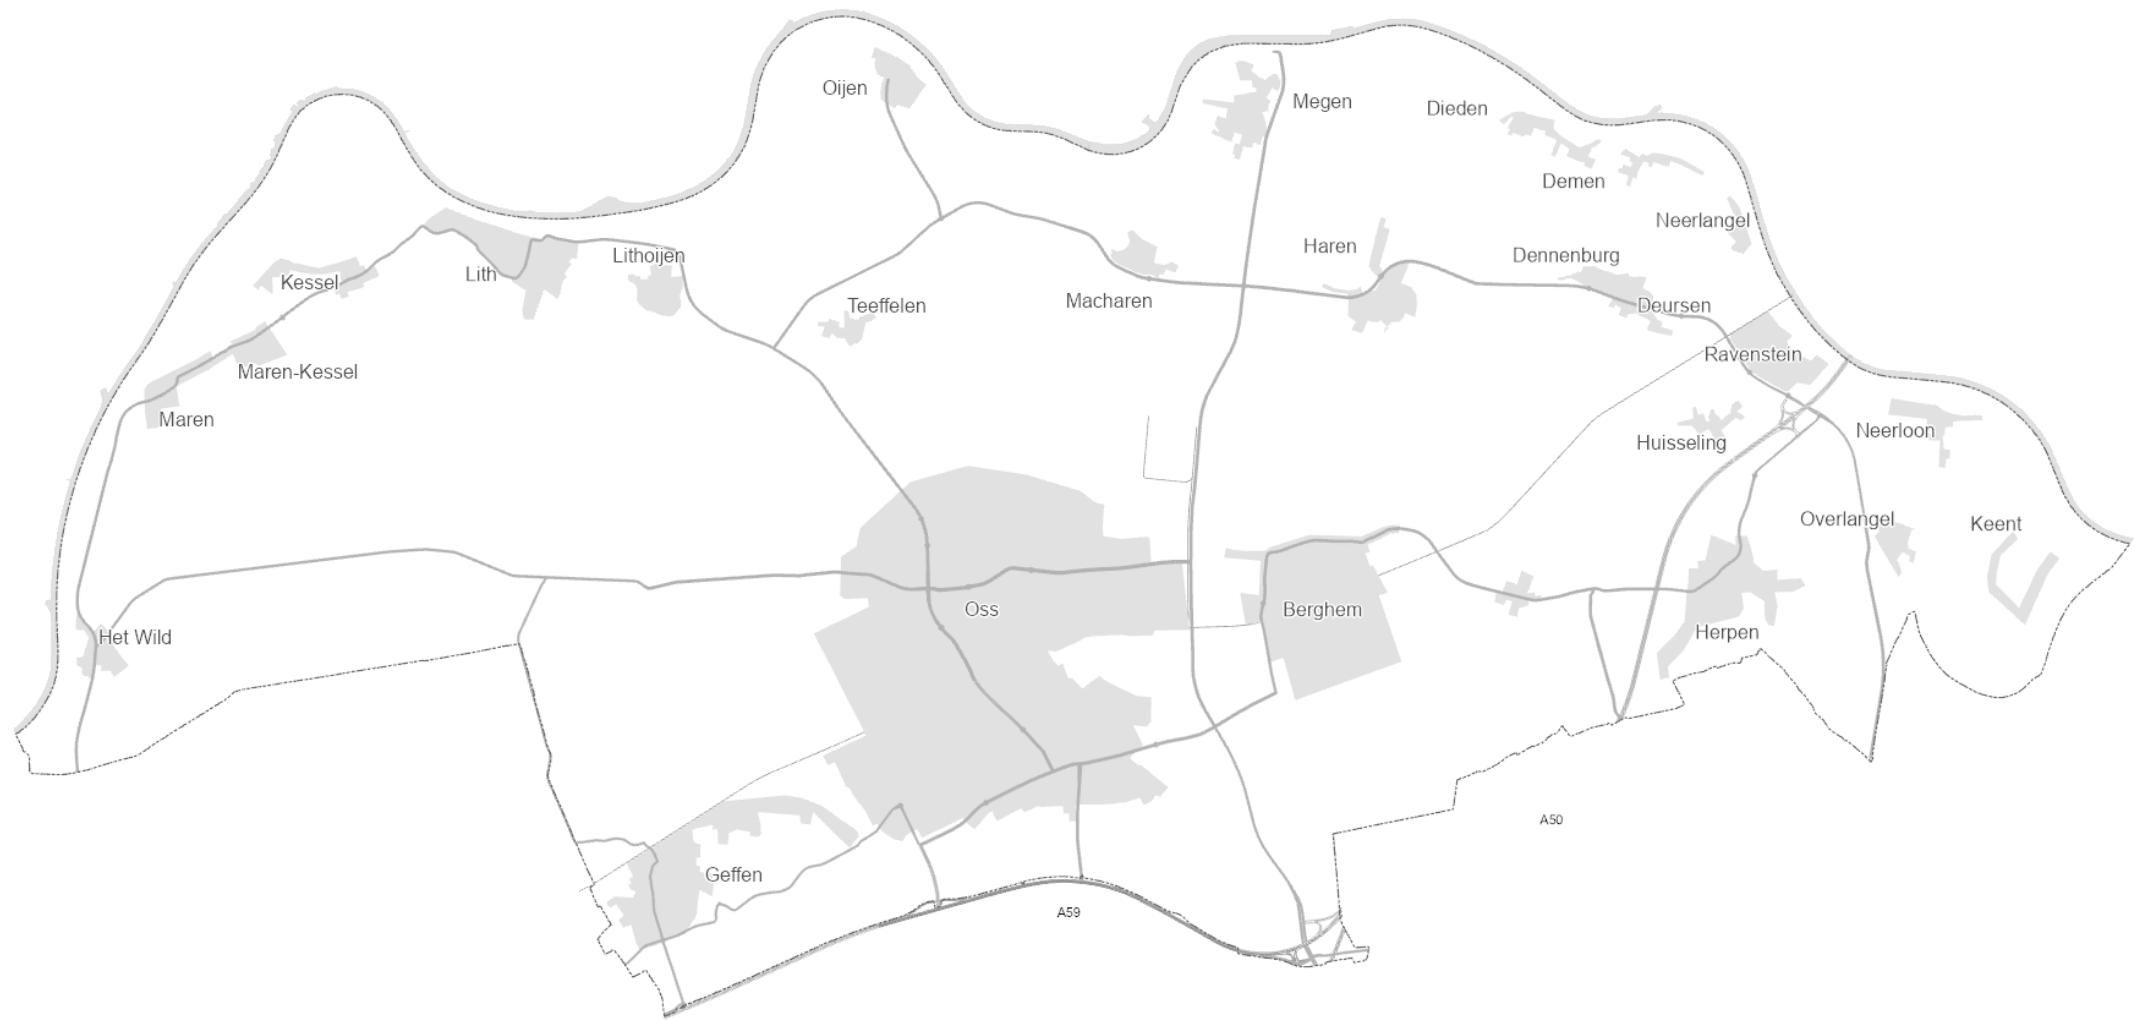 Oijen
Megen
Dieden
Demen
Neerlangel
Haren
Dennenburg
Lithoijen
Lith
Kessel
Macharen
Teeffelen
Deursen
Ravenstein
Maren-Kessel
Maren
Neerloon
Huisseling
Overlangel
Keent
Oss
Berghem
Herpen
Het Wild
A50
Geffen
A59